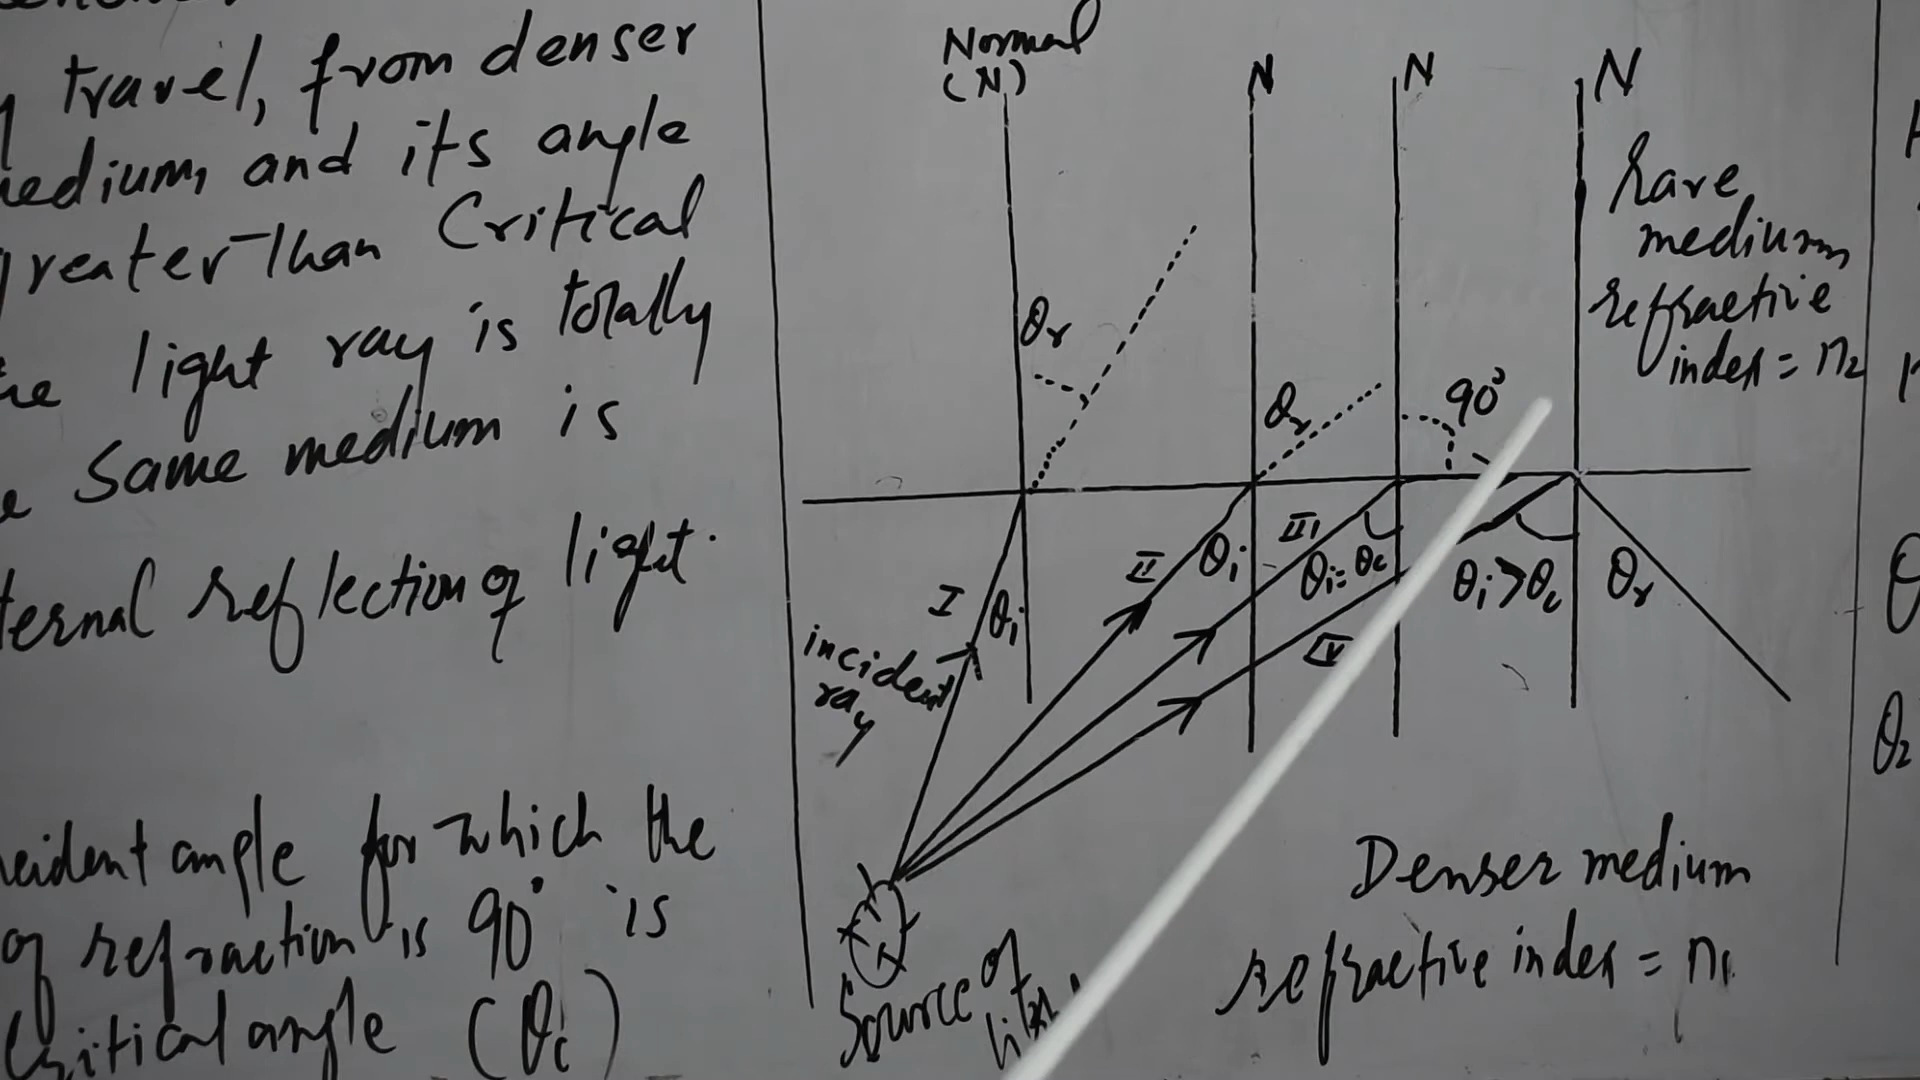 travel, from denser
medium, and its angle
greater than Critical
light ray is totally
Same medium is
ternal reflection of light.
cident angle for which the
of refraction is 90° is
Critical angle (θc)
Normal
(N)
N
N
N
rare
medium,
refractive
index = n2
θr
θr
90°
I
θi
incident
ray
II
θi
III
θi = θc
IV
θi > θc
θr
Source of
Denser medium
refractive index = n1
θ
θ2